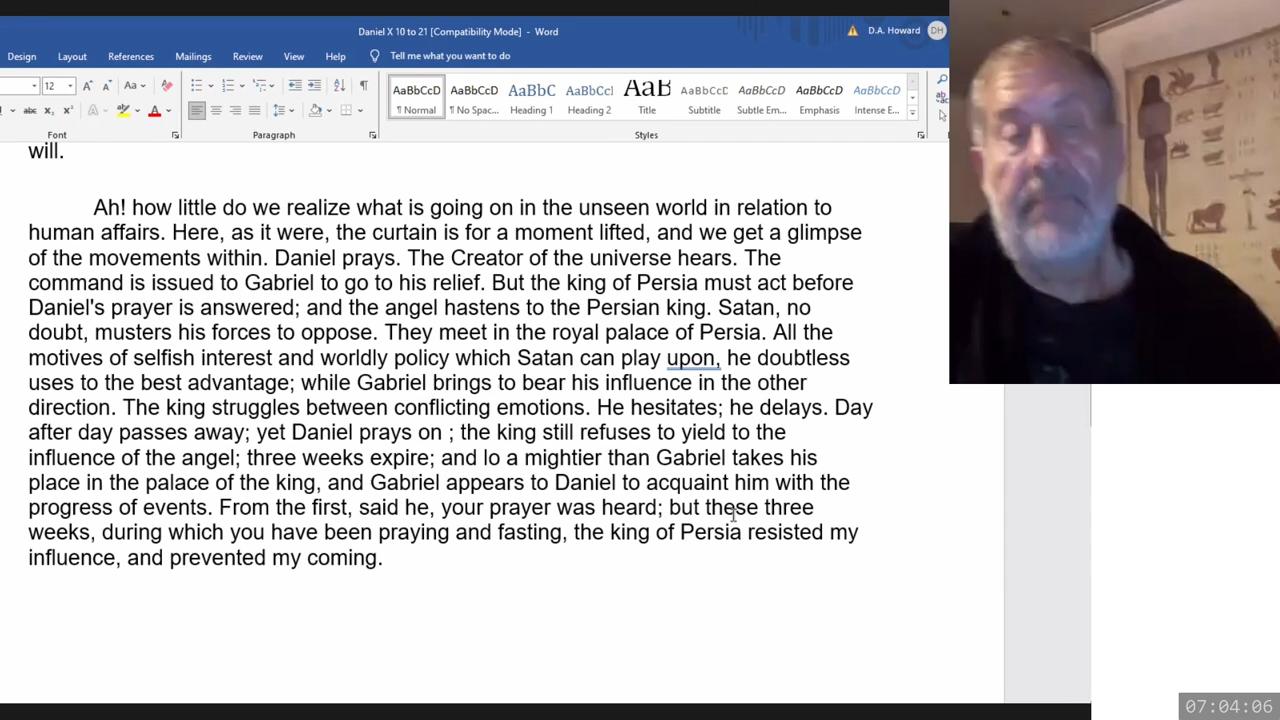 Daniel X 10 to 21 [Compatibility Mode] - Word
D.A. Howard
DH
Design Layout References Mailings Review View Help Tell me what you want to do
12
Aa
AaBbCcD AaBbCcD AaBbC AaBbCcl AaB AaBbCcD AaBbCcD AaBbCcD AaBbCcD
¶ Normal ¶ No Spac... Heading 1 Heading 2 Title Subtitle Subtle Em... Emphasis Intense E...
Font Paragraph Styles
will.
Ah! how little do we realize what is going on in the unseen world in relation to
human affairs. Here, as it were, the curtain is for a moment lifted, and we get a glimpse
of the movements within. Daniel prays. The Creator of the universe hears. The
command is issued to Gabriel to go to his relief. But the king of Persia must act before
Daniel's prayer is answered; and the angel hastens to the Persian king. Satan, no
doubt, musters his forces to oppose. They meet in the royal palace of Persia. All the
motives of selfish interest and worldly policy which Satan can play upon, he doubtless
uses to the best advantage; while Gabriel brings to bear his influence in the other
direction. The king struggles between conflicting emotions. He hesitates; he delays. Day
after day passes away; yet Daniel prays on ; the king still refuses to yield to the
influence of the angel; three weeks expire; and lo a mightier than Gabriel takes his
place in the palace of the king, and Gabriel appears to Daniel to acquaint him with the
progress of events. From the first, said he, your prayer was heard; but these three
weeks, during which you have been praying and fasting, the king of Persia resisted my
influence, and prevented my coming.
07:04:06